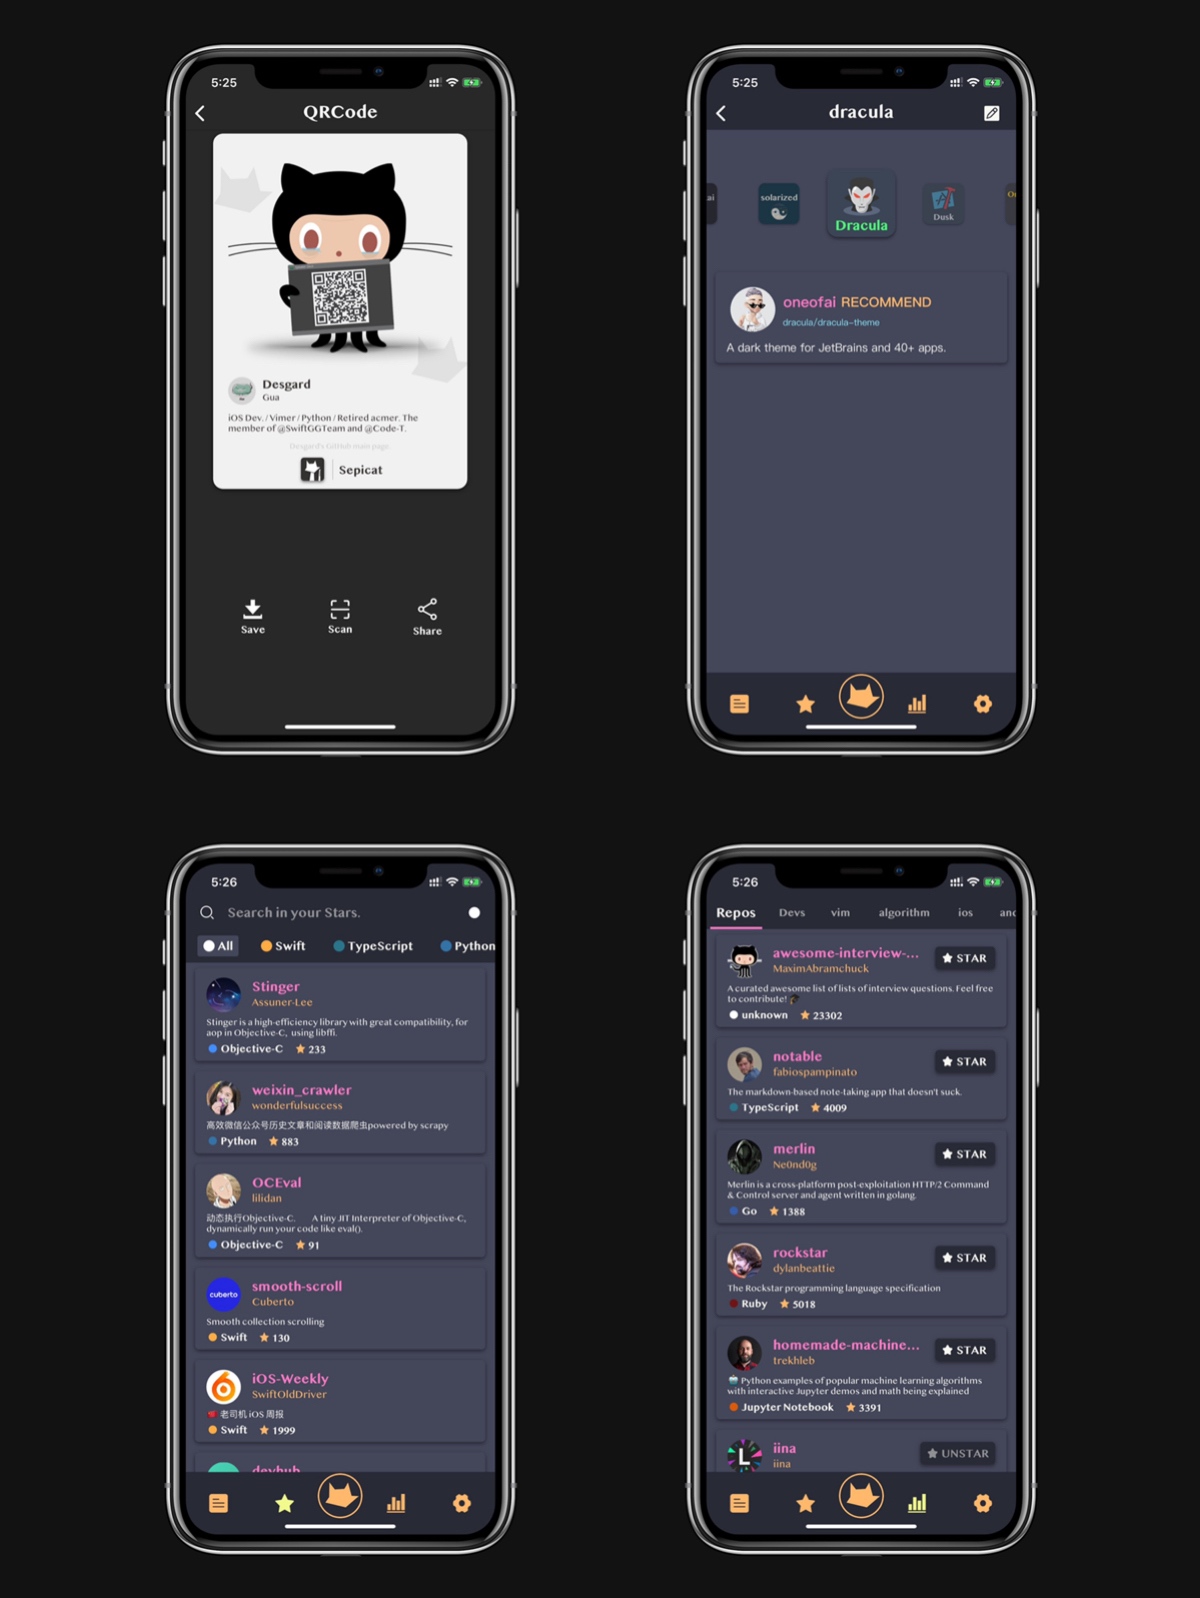 5:25
QRCode
Desgard
Gua
iOS Dev. / Vimer / Python / Retired acmer. The
member of @SwiftGGTeam and @Code-T.
Desgard's GitHub main page
Sepicat
Save
Scan
Share
5:25
dracula
ai
solarized
Dracula
Dusk
oneofai RECOMMEND
dracula/dracula-theme
A dark theme for JetBrains and 40+ apps.
5:26
Search in your Stars.
All
Swift
TypeScript
Python
Stinger
Assuner-Lee
Stinger is a high-efficiency library with great compatibility, for
aop in Objective-C, using libffi.
Objective-C 233
weixin_crawler
wonderfulsuccess
高效微信公众号历史文章和阅读数据爬虫powered by scrapy
Python 883
OCEval
lilidan
动态执行Objective-C. A tiny JIT Interpreter of Objective-C,
dynamically run your code like eval().
Objective-C 91
cuberto
smooth-scroll
Cuberto
Smooth collection scrolling
Swift 130
iOS-Weekly
SwiftOldDriver
老司机 iOS 周报
Swift 1999
devhub
5:26
Repos
Devs
vim
algorithm
ios
and
awesome-interview-...
MaximAbramchuck
STAR
A curated awesome list of lists of interview questions. Feel free
to contribute!
unknown 23302
notable
fabiospampinato
STAR
The markdown-based note-taking app that doesn't suck.
TypeScript 4009
merlin
Ne0nd0g
STAR
Merlin is a cross-platform post-exploitation HTTP/2 Command
& Control server and agent written in golang.
Go 1388
rockstar
dylanbeattie
STAR
The Rockstar programming language specification
Ruby 5018
homemade-machine...
trekhleb
STAR
Python examples of popular machine learning algorithms
with interactive Jupyter demos and math being explained
Jupyter Notebook 3391
L
iina
iina
UNSTAR